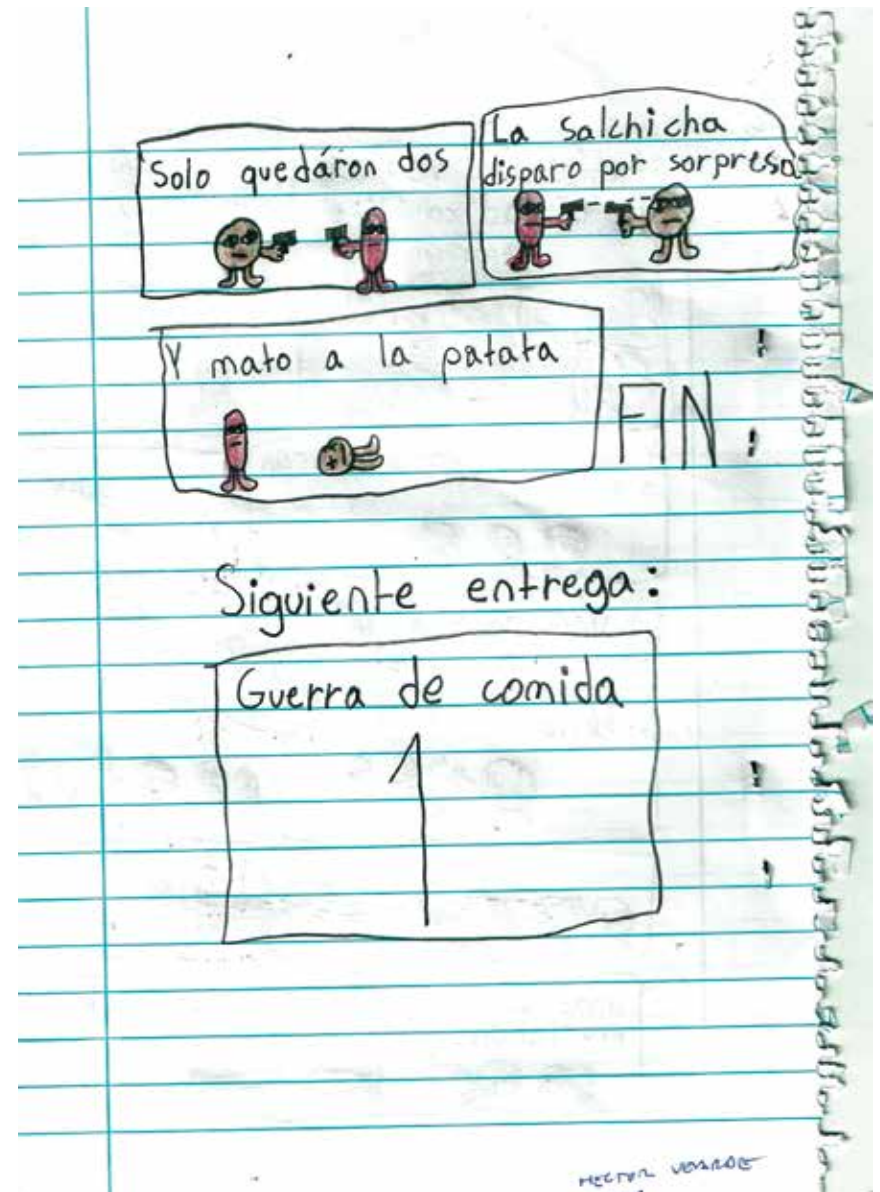 Solo quedáron dos
La salchicha
disparo por sorpresa
Y mato a la patata
FIN
Siguiente entrega:
Guerra de comida
1